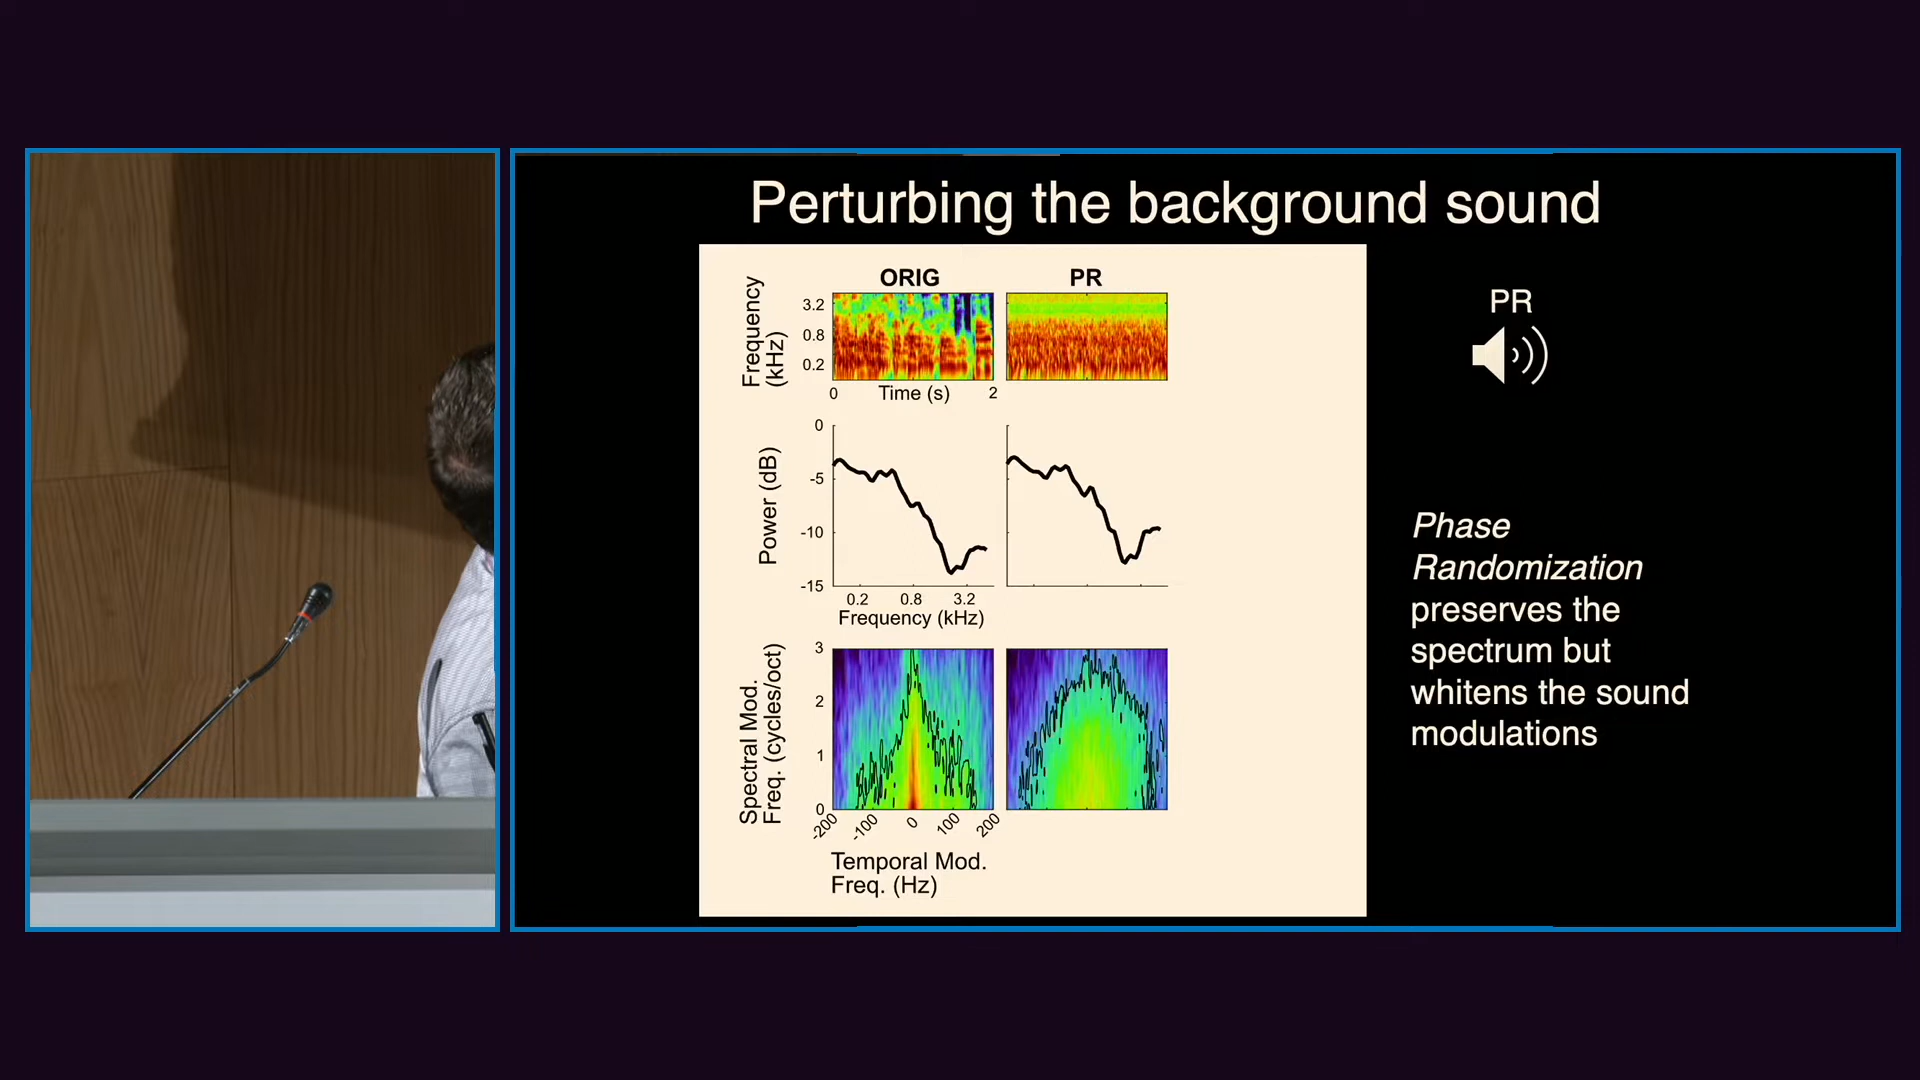 Perturbing the background sound
ORIG
PR
Frequency
(kHz)
3.2
0.8
0.2
0
Time (s)
2
Power (dB)
0
-5
-10
-15
0.2
0.8
3.2
Frequency (kHz)
Spectral Mod.
Freq. (cycles/oct)
3
2
1
0
-200
-100
0
100
200
Temporal Mod.
Freq. (Hz)
PR
Phase
Randomization
preserves the
spectrum but
whitens the sound
modulations